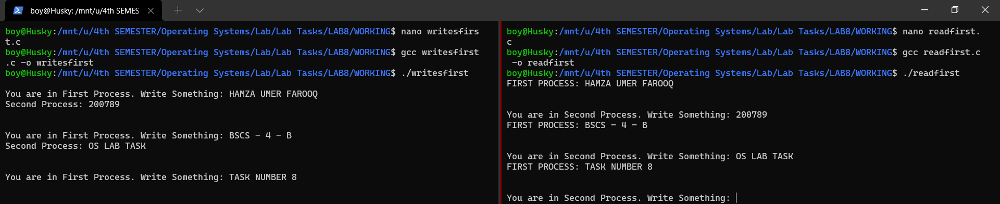 boy@Husky: /mnt/u/4th SEMES
boy@Husky:/mnt/u/4th SEMESTER/Operating Systems/Lab/Lab Tasks/LAB8/WORKING$ nano writesfirs
t.c
boy@Husky:/mnt/u/4th SEMESTER/Operating Systems/Lab/Lab Tasks/LAB8/WORKING$ gcc writesfirst
.c -o writesfirst
boy@Husky:/mnt/u/4th SEMESTER/Operating Systems/Lab/Lab Tasks/LAB8/WORKING$ ./writesfirst
You are in First Process. Write Something: HAMZA UMER FAROOQ
Second Process: 200789
You are in First Process. Write Something: BSCS - 4 - B
Second Process: OS LAB TASK
You are in First Process. Write Something: TASK NUMBER 8
boy@Husky:/mnt/u/4th SEMESTER/Operating Systems/Lab/Lab Tasks/LAB8/WORKING$ nano readfirst.
c
boy@Husky:/mnt/u/4th SEMESTER/Operating Systems/Lab/Lab Tasks/LAB8/WORKING$ gcc readfirst.c
-o readfirst
boy@Husky:/mnt/u/4th SEMESTER/Operating Systems/Lab/Lab Tasks/LAB8/WORKING$ ./readfirst
FIRST PROCESS: HAMZA UMER FAROOQ
You are in Second Process. Write Something: 200789
FIRST PROCESS: BSCS - 4 - B
You are in Second Process. Write Something: OS LAB TASK
FIRST PROCESS: TASK NUMBER 8
You are in Second Process. Write Something: